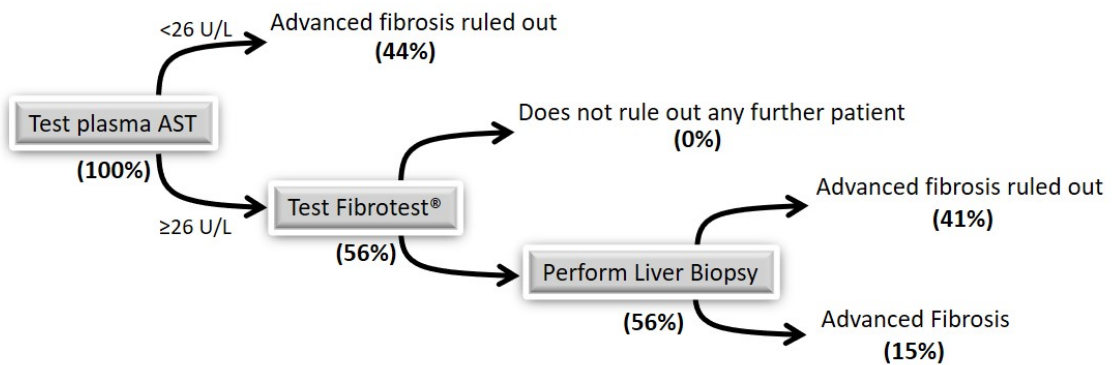 <26 U/L
Advanced fibrosis ruled out
(44%)
Test plasma AST
(100%)
≥26 U/L
Does not rule out any further patient
(0%)
Test Fibrotest®
(56%)
Advanced fibrosis ruled out
(41%)
Perform Liver Biopsy
(56%)
Advanced Fibrosis
(15%)